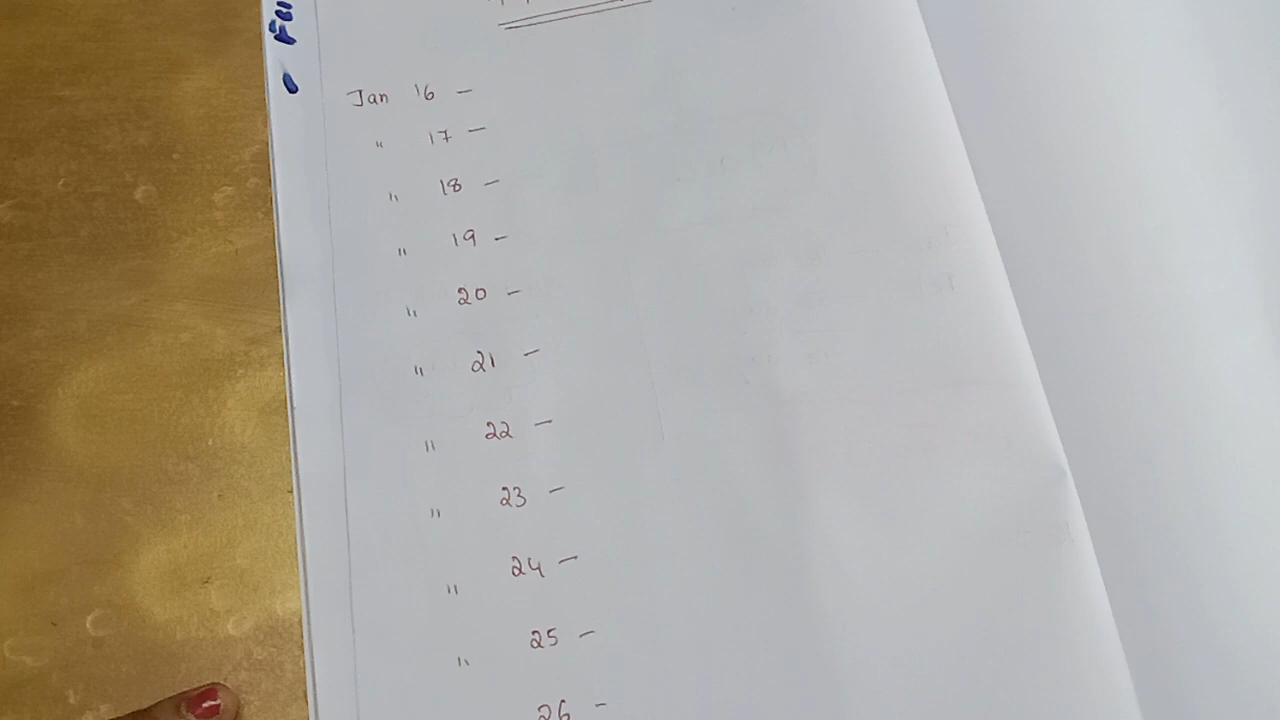 Jan 16 -
" 17 -
" 18 -
" 19 -
" 20 -
" 21 -
" 22 -
" 23 -
" 24 -
" 25 -
26 -